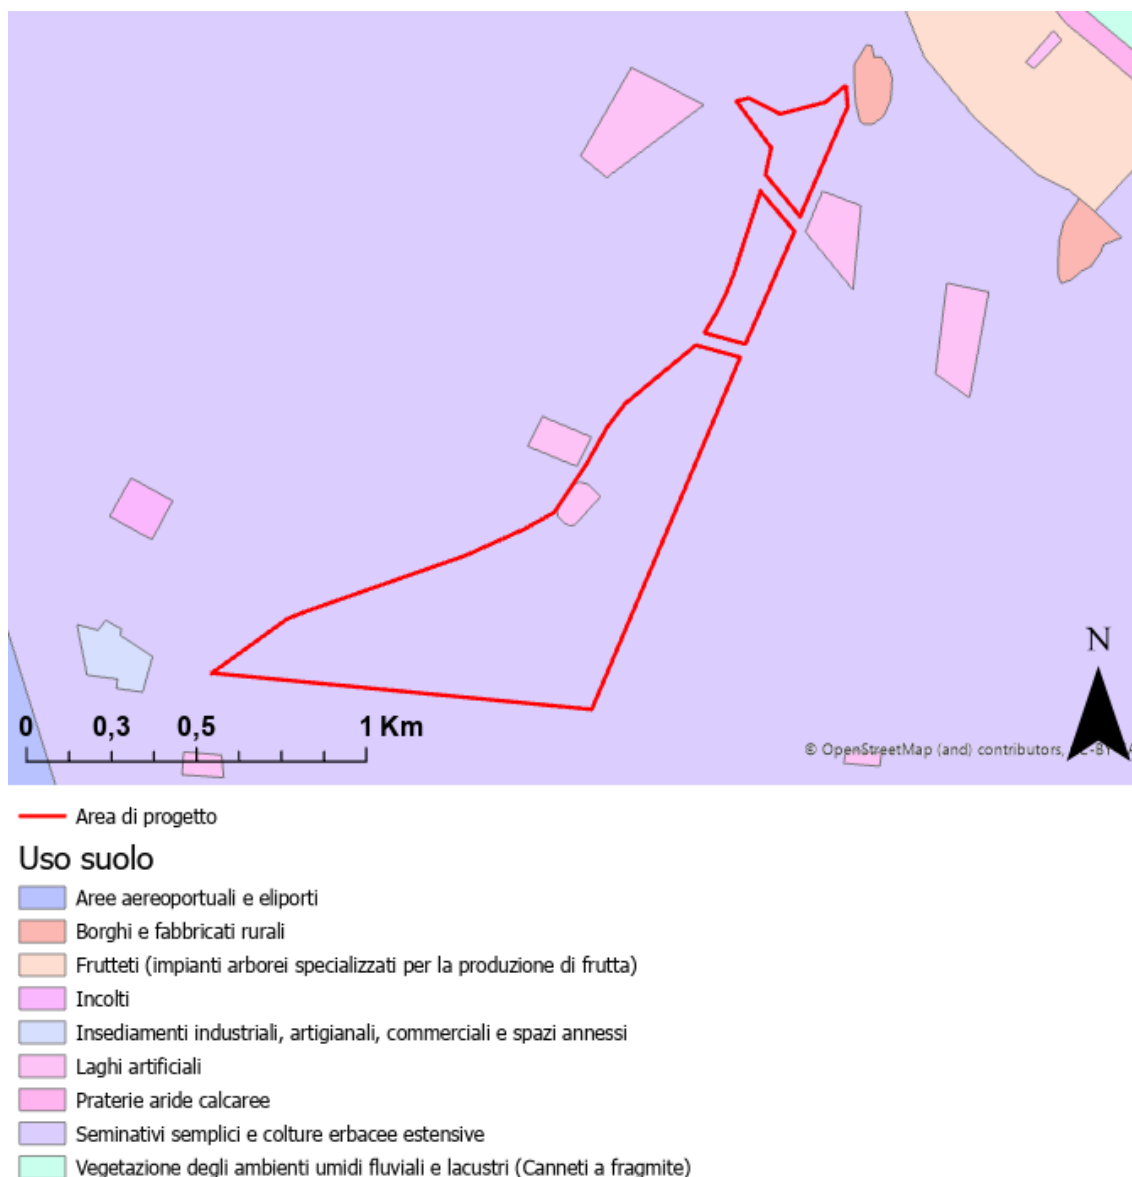 N
0 0,3 0,5 1 Km
© OpenStreetMap (and) contributors,
Area di progetto
Uso suolo
Aree aereoportuali e eliporti
Borghi e fabbricati rurali
Frutteti (impianti arborei specializzati per la produzione di frutta)
Incolti
Insediamenti industriali, artigianali, commerciali e spazi annessi
Laghi artificiali
Praterie aride calcaree
Seminativi semplici e colture erbacee estensive
Vegetazione degli ambienti umidi fluviali e lacustri (Canneti a fragmite)